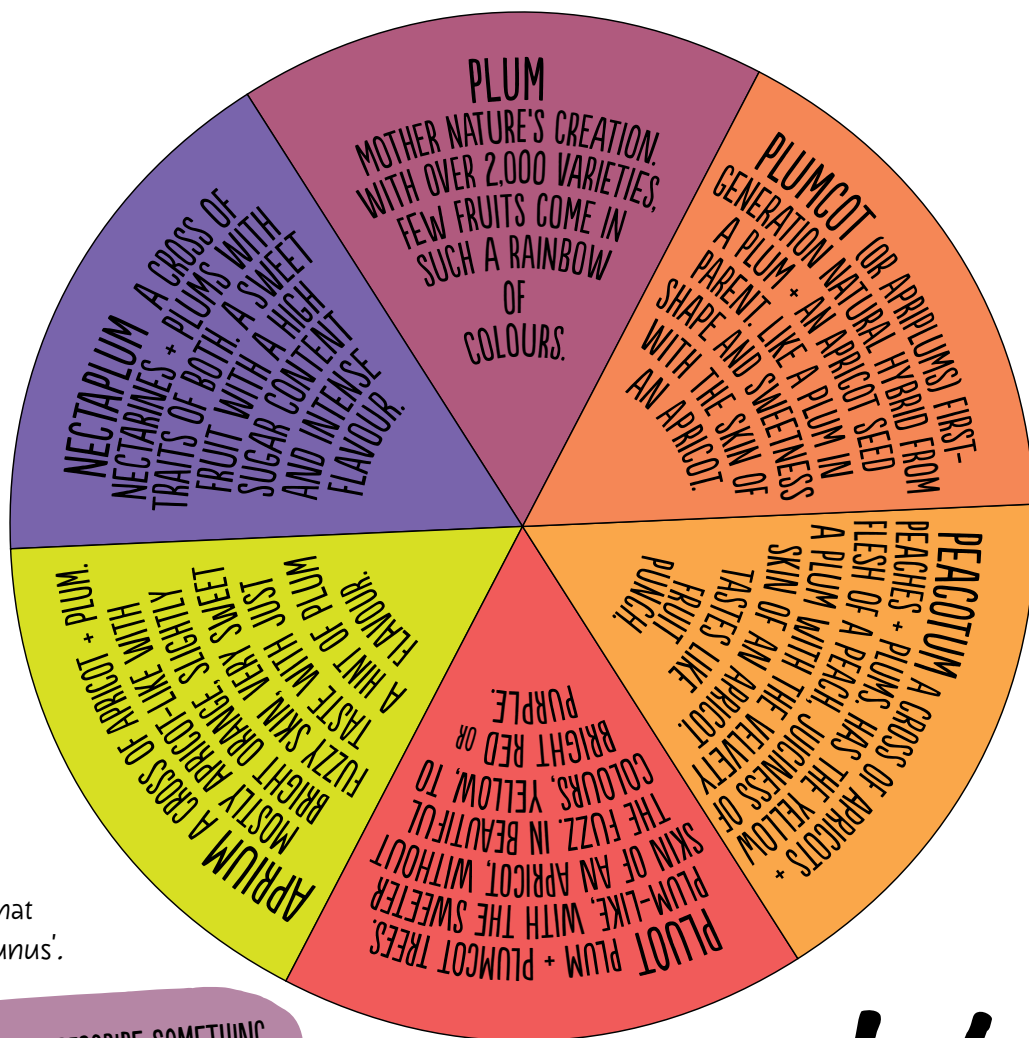 PLUM
MOTHER NATURE'S CREATION.
WITH OVER 2,000 VARIETIES,
FEW FRUITS COME IN
SUCH A RAINBOW
OF
COLOURS.
PLUMCOT (OR APRIPLUMS) FIRST-
GENERATION NATURAL HYBRID FROM
A PLUM + AN APRICOT SEED
PARENT. LIKE A PLUM IN
SHAPE AND SWEETNESS
WITH THE SKIN OF
AN APRICOT.
PEACOTUM A CROSS OF APRICOTS +
PEACHES + PLUMS. HAS THE YELLOW
FLESH OF A PEACH, JUICINESS OF
A PLUM WITH THE VELVETY
SKIN OF AN APRICOT.
TASTES LIKE
FRUIT
PUNCH.
PLUOT PLUM + PLUMCOT TREES.
PLUM-LIKE, WITH THE SWEETER
SKIN OF AN APRICOT, WITHOUT
THE FUZZ. IN BEAUTIFUL
COLOURS, YELLOW, TO
BRIGHT RED OR
PURPLE.
APRIUM A CROSS OF APRICOT + PLUM.
MOSTLY APRICOT-LIKE WITH
BRIGHT ORANGE, SLIGHTLY
FUZZY SKIN, VERY SWEET
TASTE WITH JUST
A HINT OF PLUM
FLAVOUR.
NECTAPLUM A CROSS OF
NECTARINES + PLUMS WITH
TRAITS OF BOTH. A SWEET
FRUIT WITH A HIGH
SUGAR CONTENT
AND INTENSE
FLAVOUR.
SOMETHING